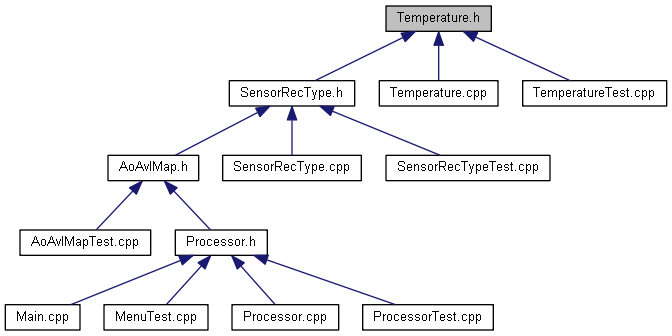 Temperature.h
SensorRecType.h
Temperature.cpp
TemperatureTest.cpp
AoAvlMap.h
SensorRecType.cpp
SensorRecTypeTest.cpp
AoAvlMapTest.cpp
Processor.h
Main.cpp
MenuTest.cpp
Processor.cpp
ProcessorTest.cpp